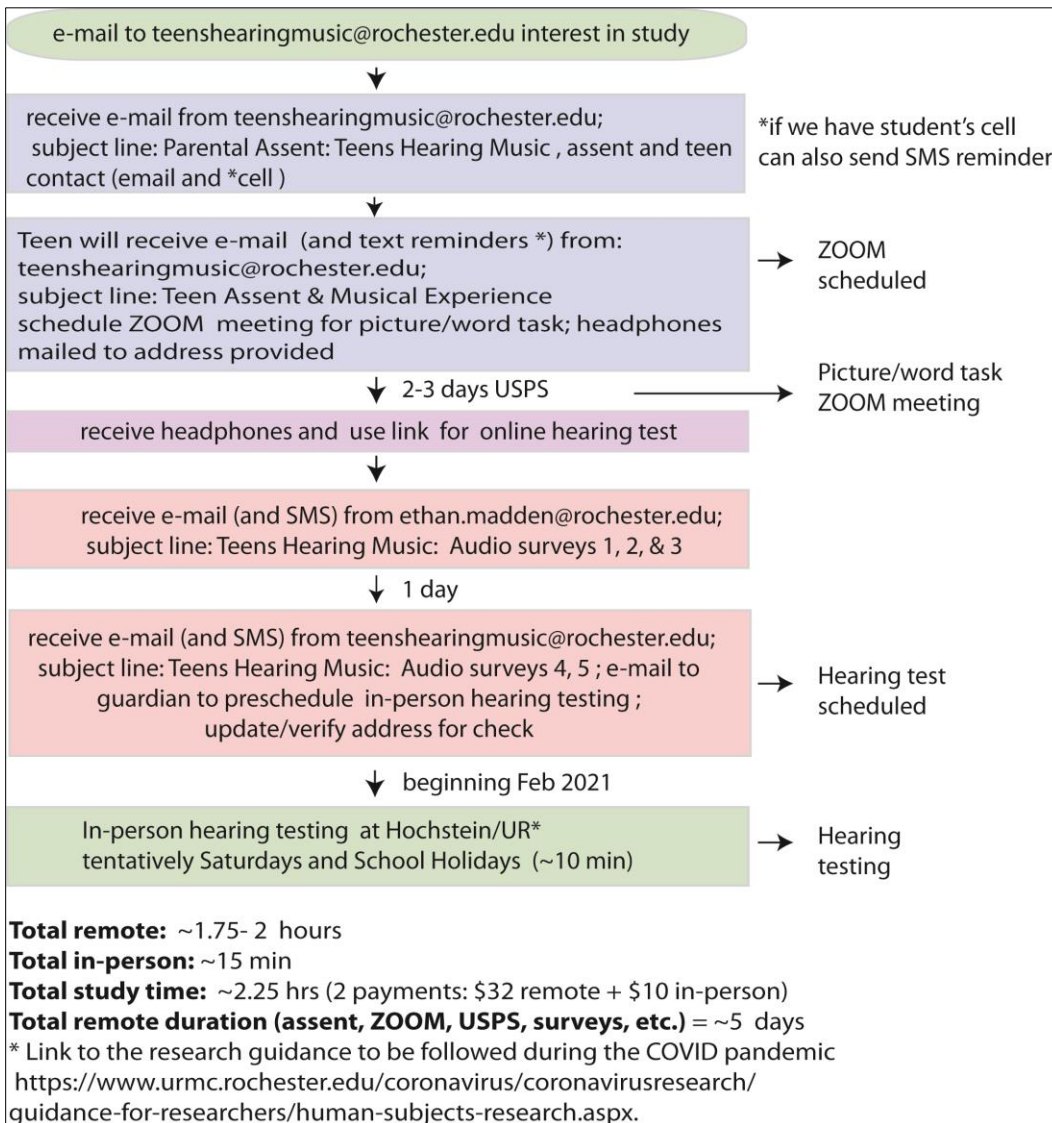 e-mail to teenshearingmusic@rochester.edu interest in study
receive e-mail from teenshearingmusic@rochester.edu;
subject line: Parental Assent: Teens Hearing Music , assent and teen
contact (email and *cell )
*if we have student's cell
can also send SMS reminder
Teen will receive e-mail (and text reminders *) from:
teenshearingmusic@rochester.edu;
subject line: Teen Assent & Musical Experience
schedule ZOOM meeting for picture/word task; headphones
mailed to address provided
ZOOM
scheduled
2-3 days USPS
Picture/word task
ZOOM meeting
receive headphones and use link for online hearing test
receive e-mail (and SMS) from ethan.madden@rochester.edu;
subject line: Teens Hearing Music: Audio surveys 1, 2, & 3
1 day
receive e-mail (and SMS) from teenshearingmusic@rochester.edu;
subject line: Teens Hearing Music: Audio surveys 4, 5 ; e-mail to
guardian to preschedule in-person hearing testing ;
update/verify address for check
Hearing test
scheduled
beginning Feb 2021
In-person hearing testing at Hochstein/UR*
tentatively Saturdays and School Holidays (~10 min)
Hearing
testing
Total remote: ~1.75- 2 hours
Total in-person: ~15 min
Total study time: ~2.25 hrs (2 payments: $32 remote + $10 in-person)
Total remote duration (assent, ZOOM, USPS, surveys, etc.) = ~5 days
* Link to the research guidance to be followed during the COVID pandemic
https://www.urmc.rochester.edu/coronavirus/coronavirusresearch/
guidance-for-researchers/human-subjects-research.aspx.